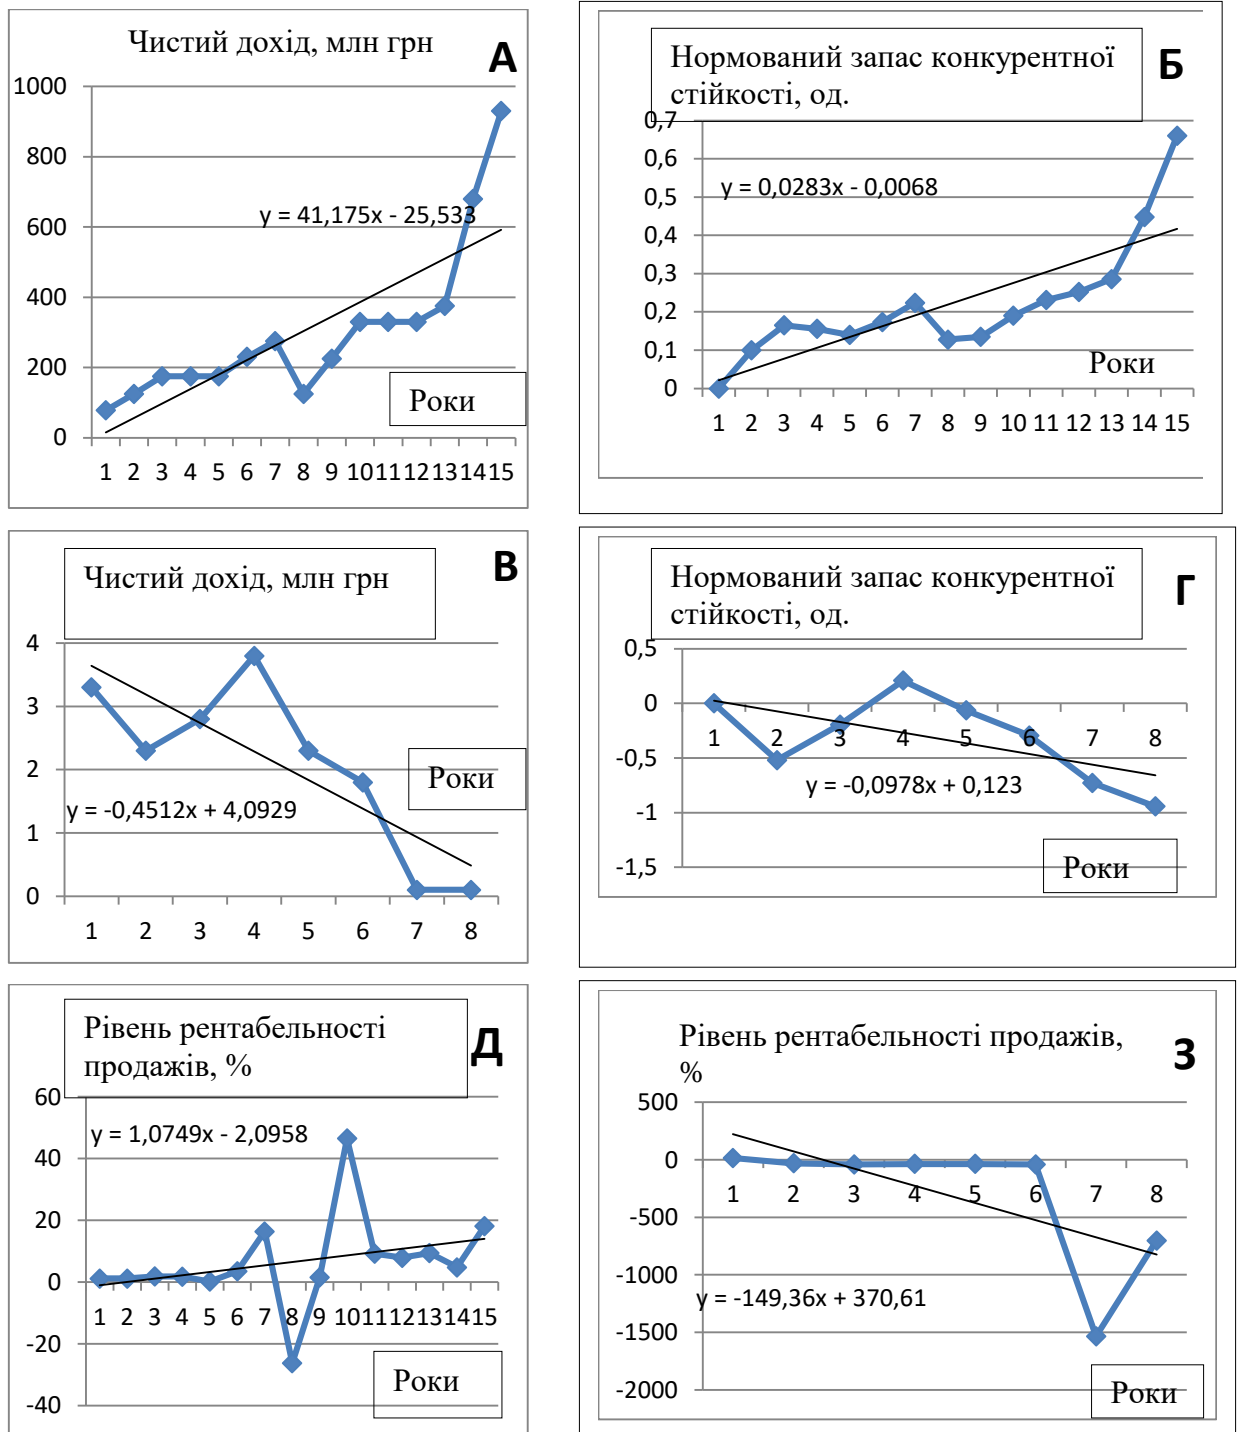 Чистий дохід, млн грн
А
1000
800
600
400
200
0
y = 41,175x - 25,533
Роки
1 2 3 4 5 6 7 8 9 10 11 12 13 14 15
Нормований запас конкурентної
стійкості, од.
Б
0,7
0,6
0,5
0,4
0,3
0,2
0,1
0
y = 0,0283x - 0,0068
Роки
1 2 3 4 5 6 7 8 9 10 11 12 13 14 15
Чистий дохід, млн грн
В
4
3
2
1
0
y = -0,4512x + 4,0929
Роки
1 2 3 4 5 6 7 8
Нормований запас конкурентної
стійкості, од.
Г
0,5
0
-0,5
-1
-1,5
1 2 3 4 5 6 7 8
y = -0,0978x + 0,123
Роки
Рівень рентабельності
продажів, %
Д
60
40
20
0
-20
-40
y = 1,0749x - 2,0958
1 2 3 4 5 6 7 8 9 10 11 12 13 14 15
Роки
Рівень рентабельності продажів,
%
З
500
0
-500
-1000
-1500
-2000
1 2 3 4 5 6 7 8
y = -149,36x + 370,61
Роки